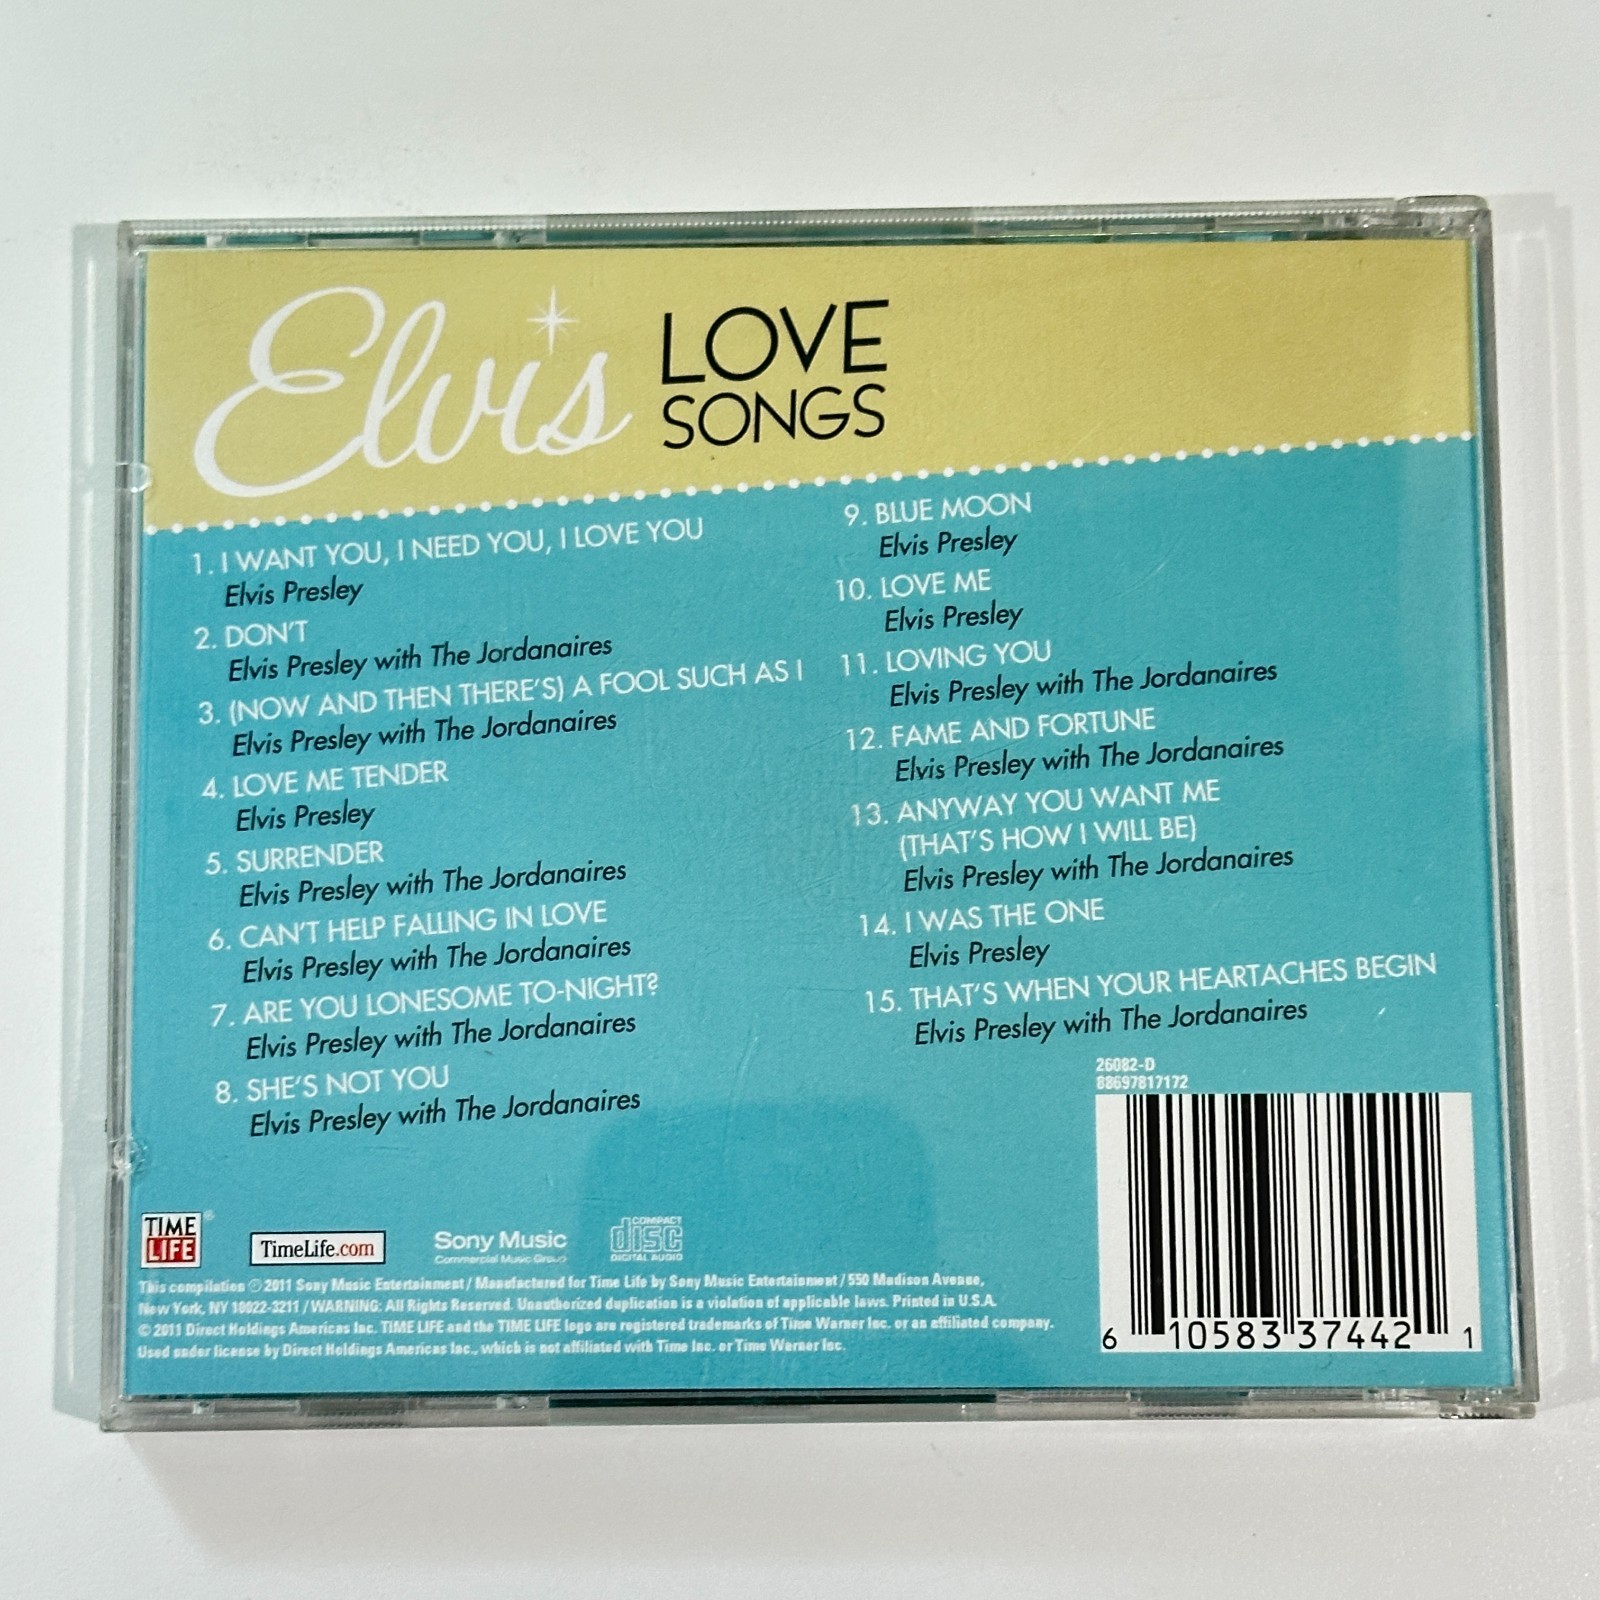 Elvis LOVE SONGS
1. I WANT YOU, I NEED YOU, I LOVE YOU
Elvis Presley
2. DON'T
Elvis Presley with The Jordanaires
3. (NOW AND THEN THERE'S) A FOOL SUCH AS I
Elvis Presley with The Jordanaires
4. LOVE ME TENDER
Elvis Presley
5. SURRENDER
Elvis Presley with The Jordanaires
6. CAN'T HELP FALLING IN LOVE
Elvis Presley with The Jordanaires
7. ARE YOU LONESOME TO-NIGHT?
Elvis Presley with The Jordanaires
8. SHE'S NOT YOU
Elvis Presley with The Jordanaires
9. BLUE MOON
Elvis Presley
10. LOVE ME
Elvis Presley
11. LOVING YOU
Elvis Presley with The Jordanaires
12. FAME AND FORTUNE
Elvis Presley with The Jordanaires
13. ANYWAY YOU WANT ME
(THAT'S HOW I WILL BE)
Elvis Presley with The Jordanaires
14. I WAS THE ONE
Elvis Presley
15. THAT'S WHEN YOUR HEARTACHES BEGIN
Elvis Presley with The Jordanaires
26082-D
88697817172
6 10583 37442 1
TIME LIFE ®
TimeLife.com
Sony Music
Commercial Music Group
COMPACT disc DIGITAL AUDIO
This compilation ℗ 2011 Sony Music Entertainment / Manufactured for Time Life by Sony Music Entertainment / 550 Madison Avenue,
New York, NY 10022-3211 / WARNING: All Rights Reserved. Unauthorized duplication is a violation of applicable laws. Printed in U.S.A.
© 2011 Direct Holdings Americas Inc. TIME LIFE and the TIME LIFE logo are registered trademarks of Time Warner Inc. or an affiliated company.
Used under license by Direct Holdings Americas Inc., which is not affiliated with Time Inc. or Time Warner Inc.